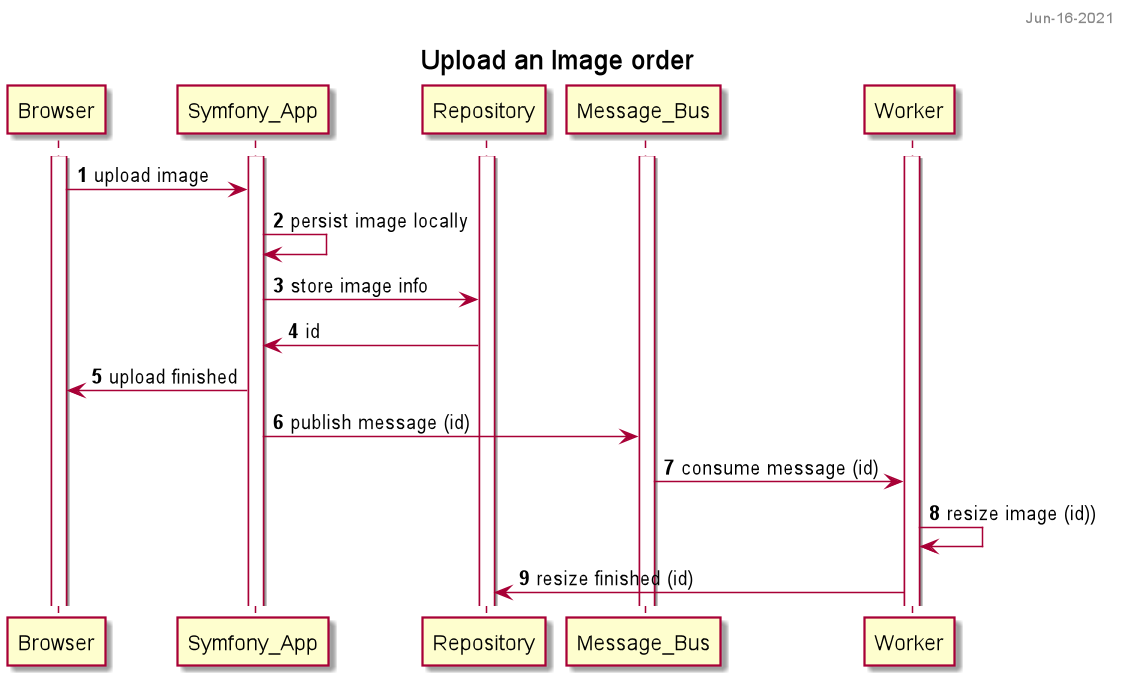 Jun-16-2021
Upload an Image order
Browser Symfony_App Repository Message_Bus Worker
1 upload image
2 persist image locally
3 store image info
4 id
5 upload finished
6 publish message (id)
7 consume message (id)
8 resize image (id))
9 resize finished (id)
Browser Symfony_App Repository Message_Bus Worker